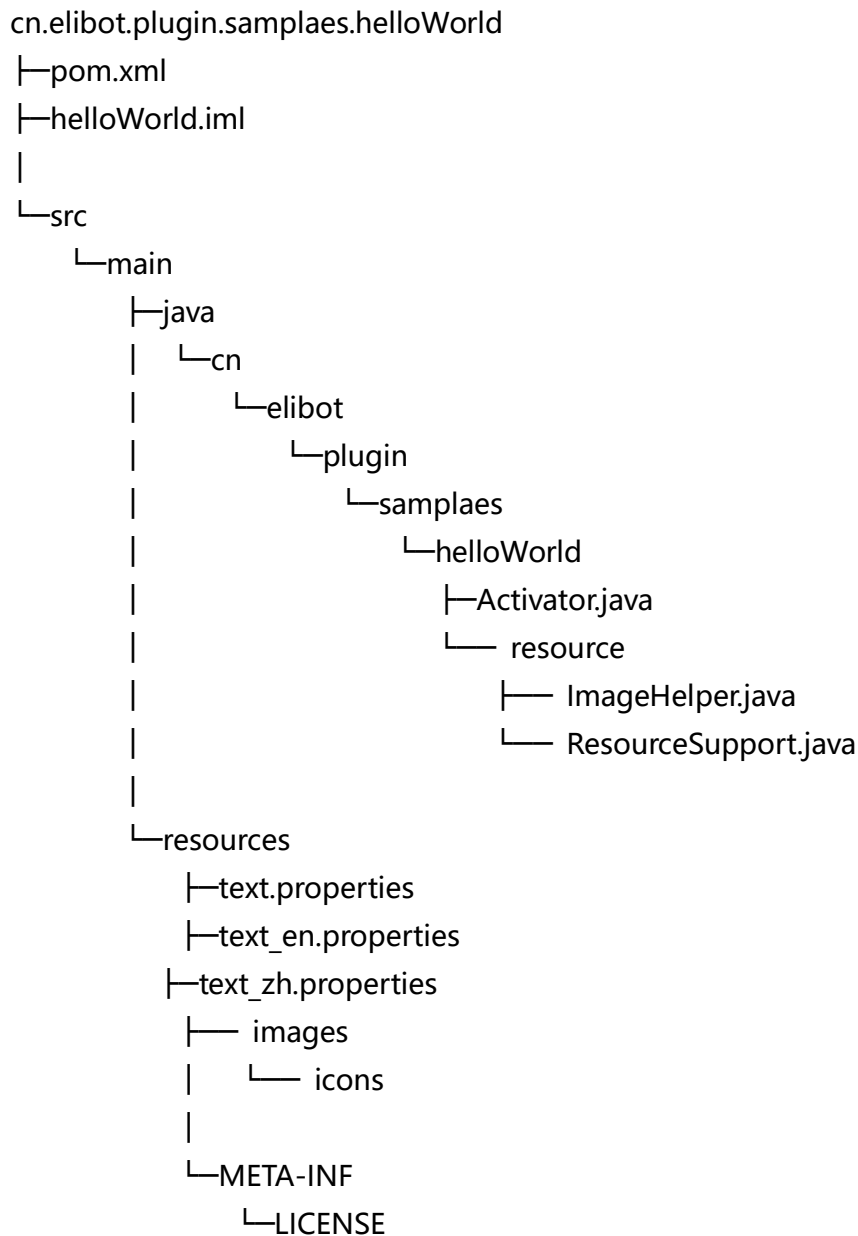 cn.elibot.plugin.samplaes.helloWorld
├─pom.xml
├─helloWorld.iml
│
└─src
    └─main
        ├─java
        │  └─cn
        │      └─elibot
        │          └─plugin
        │              └─samplaes
        │                  └─helloWorld
        │                     ├─Activator.java
        │                     └── resource
        │                         ├── ImageHelper.java
        │                         └── ResourceSupport.java
        │
        └─resources
            ├─text.properties
            ├─text_en.properties
           ├─text_zh.properties
            ├── images
            │   └── icons
            │
            └─META-INF
                └─LICENSE